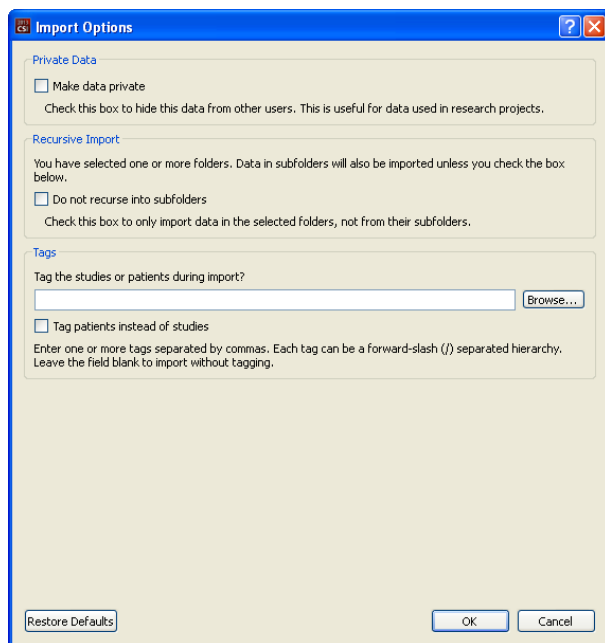 Import Options
Private Data
Make data private
Check this box to hide this data from other users. This is useful for data used in research projects.
Recursive Import
You have selected one or more folders. Data in subfolders will also be imported unless you check the box
below.
Do not recurse into subfolders
Check this box to only import data in the selected folders, not from their subfolders.
Tags
Tag the studies or patients during import?
Browse...
Tag patients instead of studies
Enter one or more tags separated by commas. Each tag can be a forward-slash (/) separated hierarchy.
Leave the field blank to import without tagging.
Restore Defaults
OK
Cancel